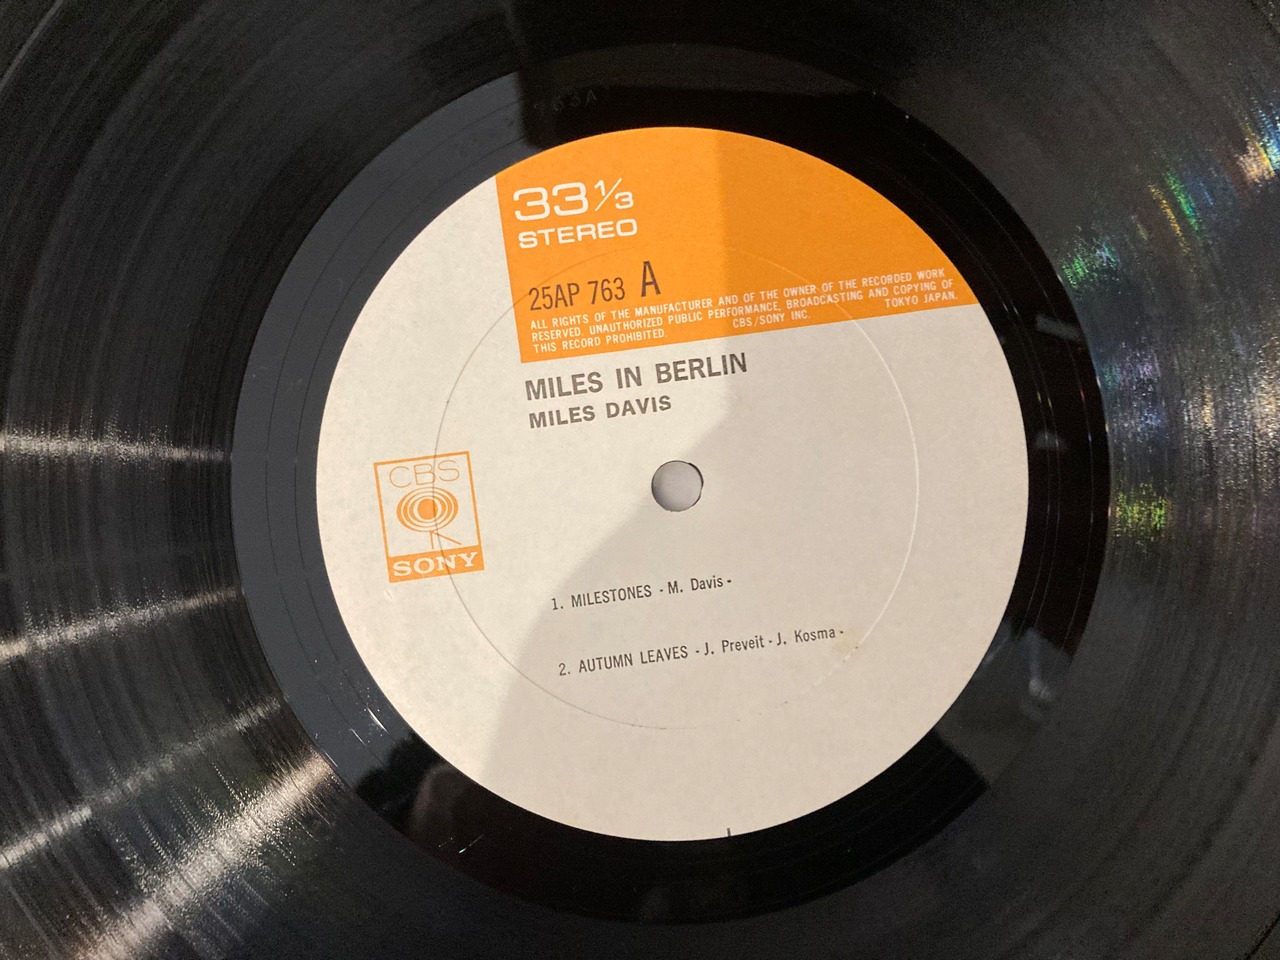 33 1/3
STEREO
25AP 763 A
ALL RIGHTS OF THE MANUFACTURER AND OF THE OWNER OF THE RECORDED WORK
RESERVED. UNAUTHORIZED PUBLIC PERFORMANCE, BROADCASTING AND COPYING OF
THIS RECORD PROHIBITED. CBS/SONY INC. TOKYO JAPAN.
MILES IN BERLIN
MILES DAVIS
CBS
SONY
1. MILESTONES - M. Davis -
2. AUTUMN LEAVES - J. Preveit - J. Kosma -